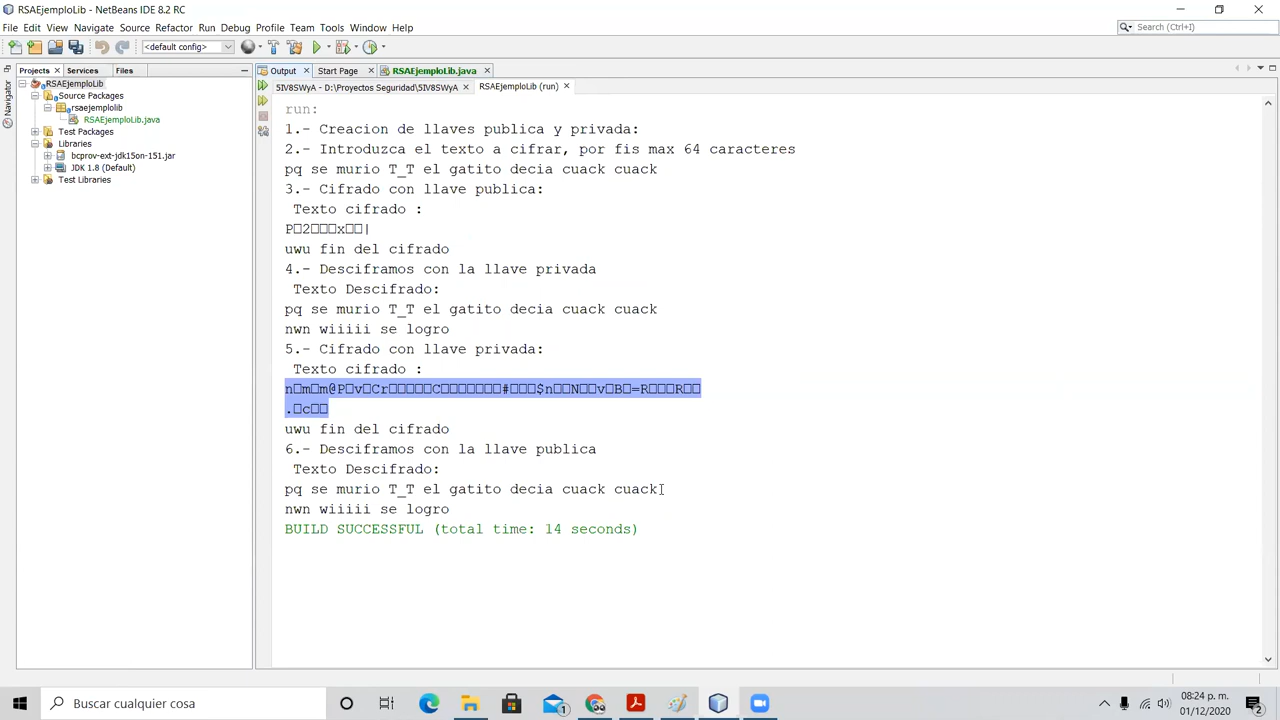 RSAEjemploLib - NetBeans IDE 8.2 RC
File Edit View Navigate Source Refactor Run Debug Profile Team Tools Window Help
Search (Ctrl+I)
<default config>
Projects Services Files
Output Start Page RSAEjemploLib.java
5IV8SWyA - D:\Proyectos Seguridad\5IV8SWyA RSAEjemploLib (run)
Navigator
RSAEjemploLib
Source Packages
rsaejemplolib
RSAEjemploLib.java
Test Packages
Libraries
bcprov-ext-jdk15on-151.jar
JDK 1.8 (Default)
Test Libraries
run:
1.- Creacion de llaves publica y privada:
2.- Introduzca el texto a cifrar, por fis max 64 caracteres
pq se murio T_T el gatito decia cuack cuack
3.- Cifrado con llave publica:
Texto cifrado :
P□2□□□x□□|
uwu fin del cifrado
4.- Desciframos con la llave privada
Texto Descifrado:
pq se murio T_T el gatito decia cuack cuack
nwn wiiiii se logro
5.- Cifrado con llave privada:
Texto cifrado :
n□m□m@P□v□Cr□□□□□C□□□□□□□#□□□$n□□N□□v□B□=R□□□R□□
.□c□□
uwu fin del cifrado
6.- Desciframos con la llave publica
Texto Descifrado:
pq se murio T_T el gatito decia cuack cuack
nwn wiiiii se logro
BUILD SUCCESSFUL (total time: 14 seconds)
Buscar cualquier cosa
1
08:24 p. m.
01/12/2020
2